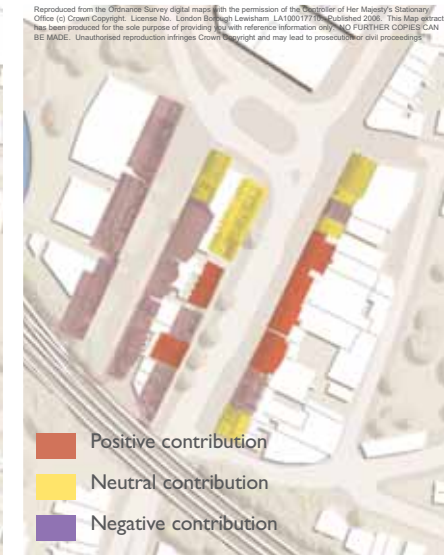 Reproduced from the Ordnance Survey digital maps with the permission of the Controller of Her Majesty's Stationary
Office (c) Crown Copyright. License No. London Borough Lewisham LA100017710 Published 2006. This Map extract
has been produced for the sole purpose of providing you with reference information only. NO FURTHER COPIES CAN
BE MADE. Unauthorised reproduction infringes Crown Copyright and may lead to prosecution or civil proceedings
Positive contribution
Neutral contribution
Negative contribution